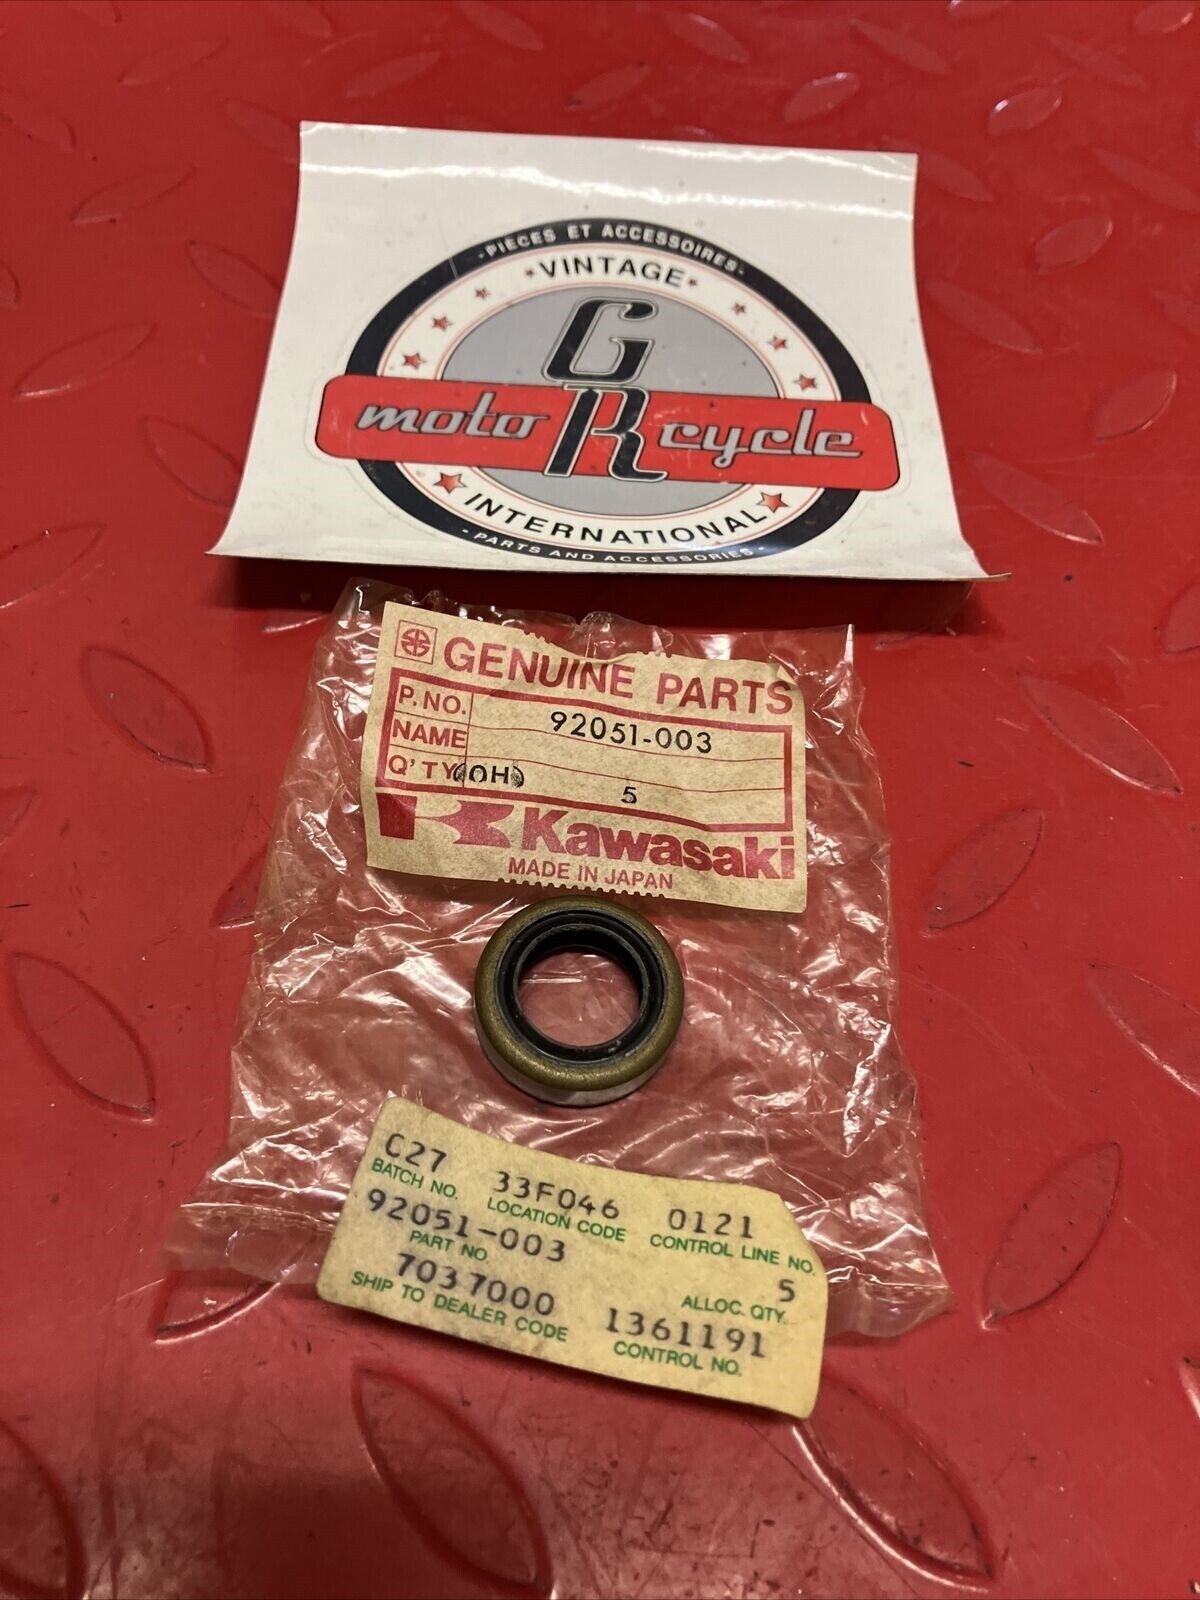 ·PIECES ET ACCESSOIRES·
*VINTAGE*
GR
moto cycle
INTERNATIONAL
·PARTS AND ACCESSORIES·
GENUINE PARTS
P. NO. 92051-003
NAME
Q'TY (OH) 5
Kawasaki
MADE IN JAPAN
C27 33F046 0121
BATCH NO. LOCATION CODE CONTROL LINE NO.
92051-003 5
PART NO ALLOC. QTY.
7037000 1361191
SHIP TO DEALER CODE CONTROL NO.